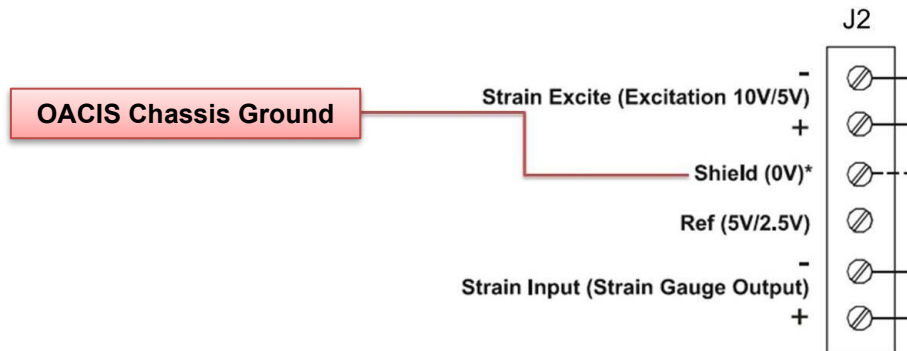 J2
-
Strain Excite (Excitation 10V/5V)
+
OACIS Chassis Ground
Shield (0V)*
Ref (5V/2.5V)
-
Strain Input (Strain Gauge Output)
+